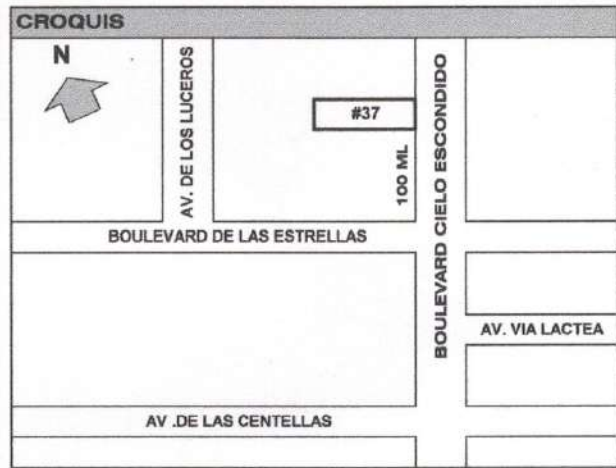 CROQUIS
N
AV. DE LOS LUCEROS
#37
100 ML
BOULEVARD CIELO ESCONDIDO
BOULEVARD DE LAS ESTRELLAS
AV. VIA LACTEA
AV .DE LAS CENTELLAS